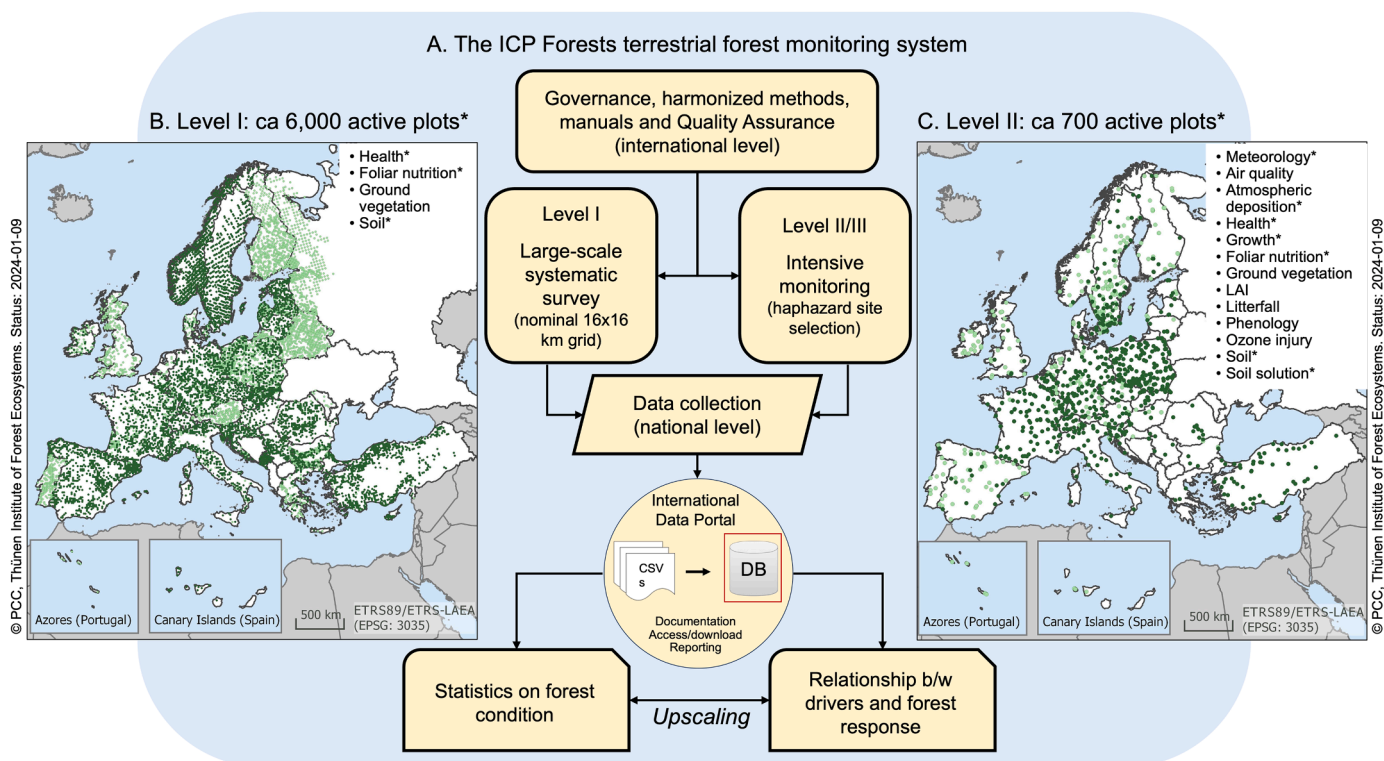 A. The ICP Forests terrestrial forest monitoring system
Governance, harmonized methods,
manuals and Quality Assurance
(international level)
B. Level I: ca 6,000 active plots*
• Health*
• Foliar nutrition*
• Ground
vegetation
• Soil*
© PCC, Thünen Institute of Forest Ecosystems. Status: 2024-01-09
Azores (Portugal)
Canary Islands (Spain)
500 km
ETRS89/ETRS-LAEA
(EPSG: 3035)
Level I
Large-scale
systematic
survey
(nominal 16x16
km grid)
Level II/III
Intensive
monitoring
(haphazard site
selection)
Data collection
(national level)
International
Data Portal
CSV
s
DB
Documentation
Access/download
Reporting
Statistics on forest
condition
Upscaling
Relationship b/w
drivers and forest
response
C. Level II: ca 700 active plots*
• Meteorology*
• Air quality
• Atmospheric
deposition*
• Health*
• Growth*
• Foliar nutrition*
• Ground vegetation
• LAI
• Litterfall
• Phenology
• Ozone injury
• Soil*
• Soil solution*
Azores (Portugal)
Canary Islands (Spain)
500 km
ETRS89/ETRS-LAEA
(EPSG: 3035)
© PCC, Thünen Institute of Forest Ecosystems. Status: 2024-01-09